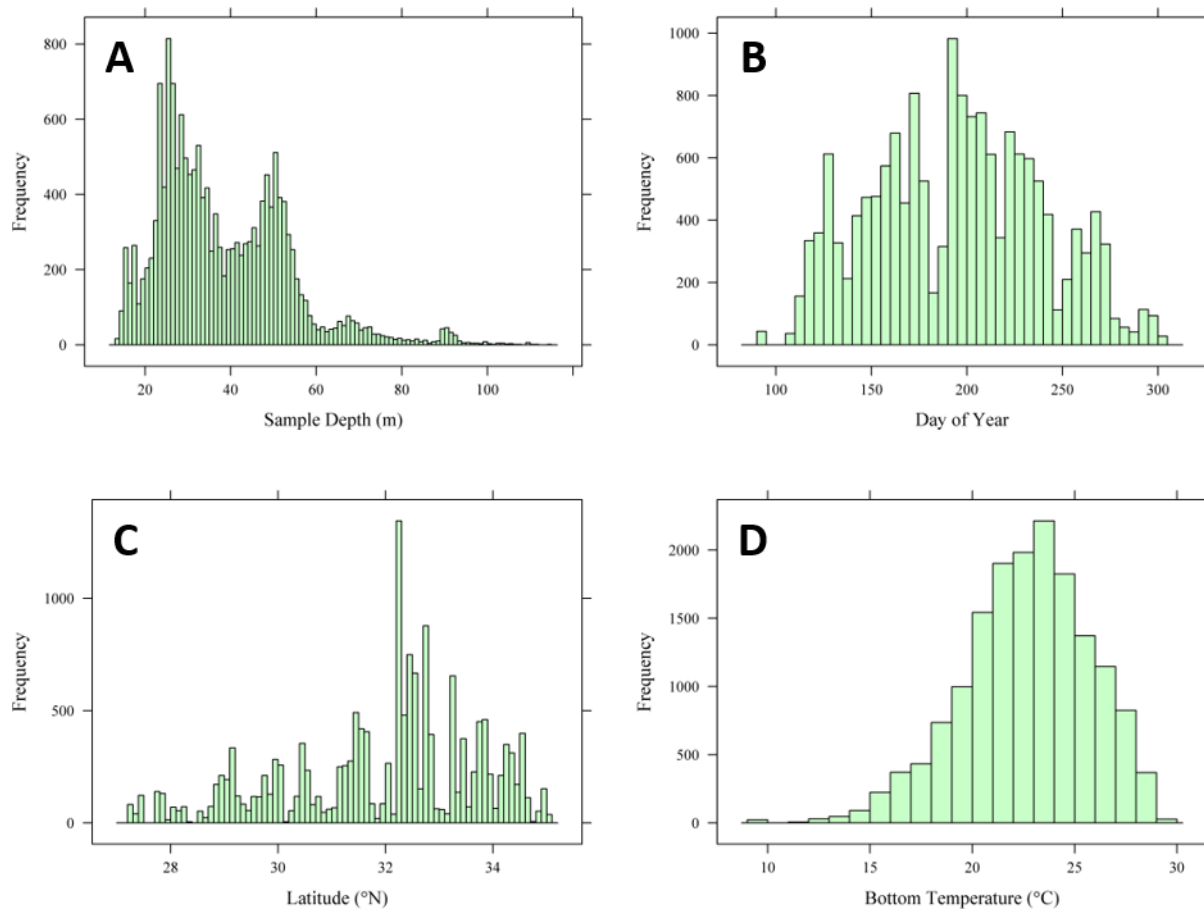 A
Frequency
800
600
400
200
0
20 40 60 80 100
Sample Depth (m)
B
Frequency
1000
800
600
400
200
0
100 150 200 250 300
Day of Year
C
Frequency
1000
500
0
28 30 32 34
Latitude (°N)
D
Frequency
2000
1500
1000
500
0
10 15 20 25 30
Bottom Temperature (°C)